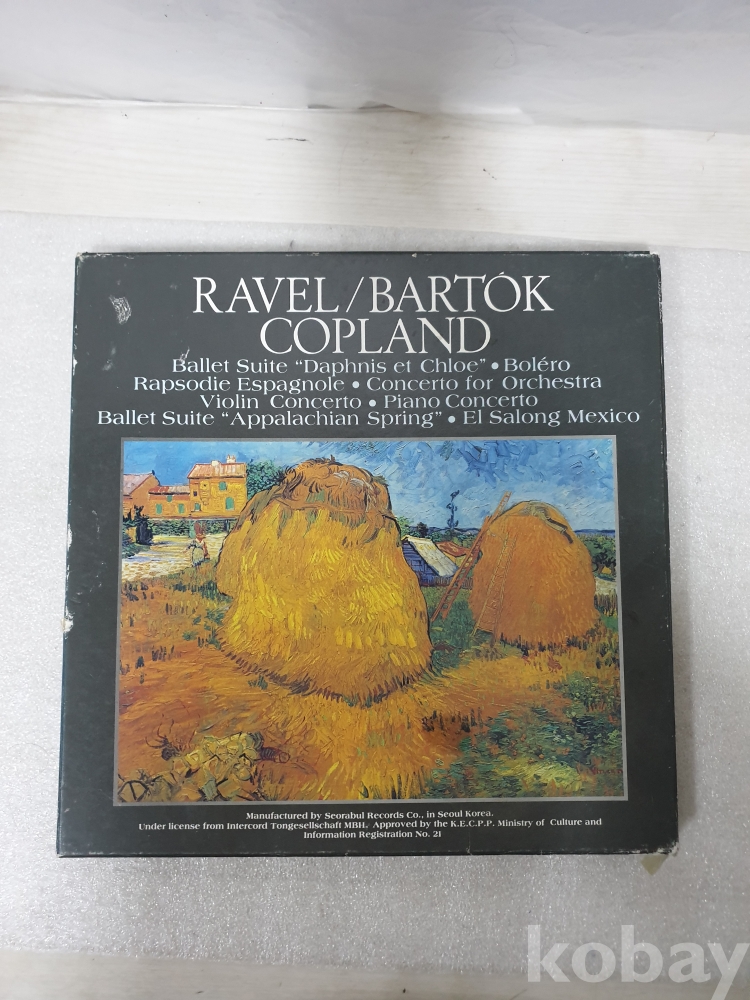 RAVEL/BARTÓK
COPLAND
Ballet Suite "Daphnis et Chloe" • Boléro
Rapsodie Espagnole • Concerto for Orchestra
Violin Concerto • Piano Concerto
Ballet Suite "Appalachian Spring" • El Salong Mexico
Manufactured by Seorabul Records Co., in Seoul Korea.
Under license from Intercord Tongesellschaft MBH. Approved by the K.E.C.P.P. Ministry of Culture and
Information Registration No. 21
kobay